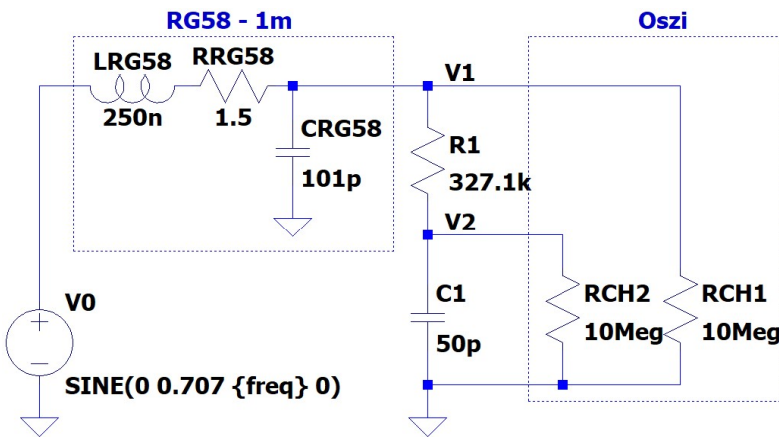 RG58 - 1m
Oszi
LRG58
RRG58
250n
1.5
CRG58
101p
V1
R1
327.1k
V2
C1
50p
RCH2
10Meg
RCH1
10Meg
V0
SINE(0 0.707 {freq} 0)